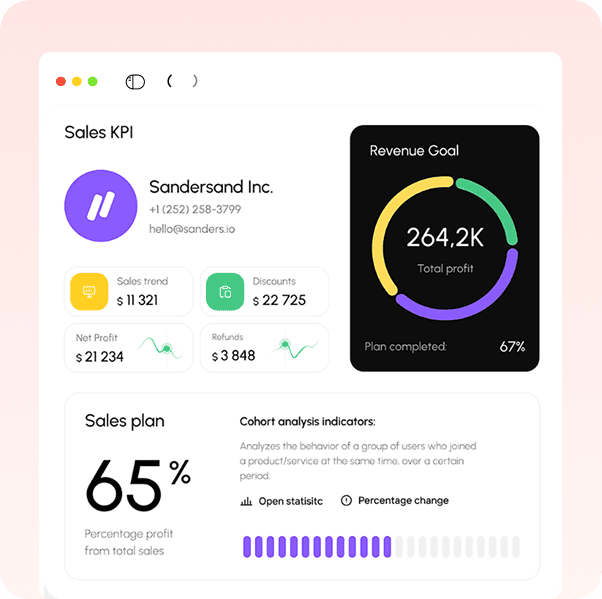 Sales KPI
Sandersand Inc.
+1 (252) 258-3799
hello@sanders.io
Sales trend
$ 11 321
Discounts
$ 22 725
Net Profit
$ 21 234
Refunds
$ 3 848
Revenue Goal
264,2K
Total profit
Plan completed:
67%
Sales plan
65%
Percentage profit
from total sales
Cohort analysis indicators:
Analyzes the behavior of a group of users who joined
a product/service at the same time, over a certain
period.
Open statisitc
Percentage change